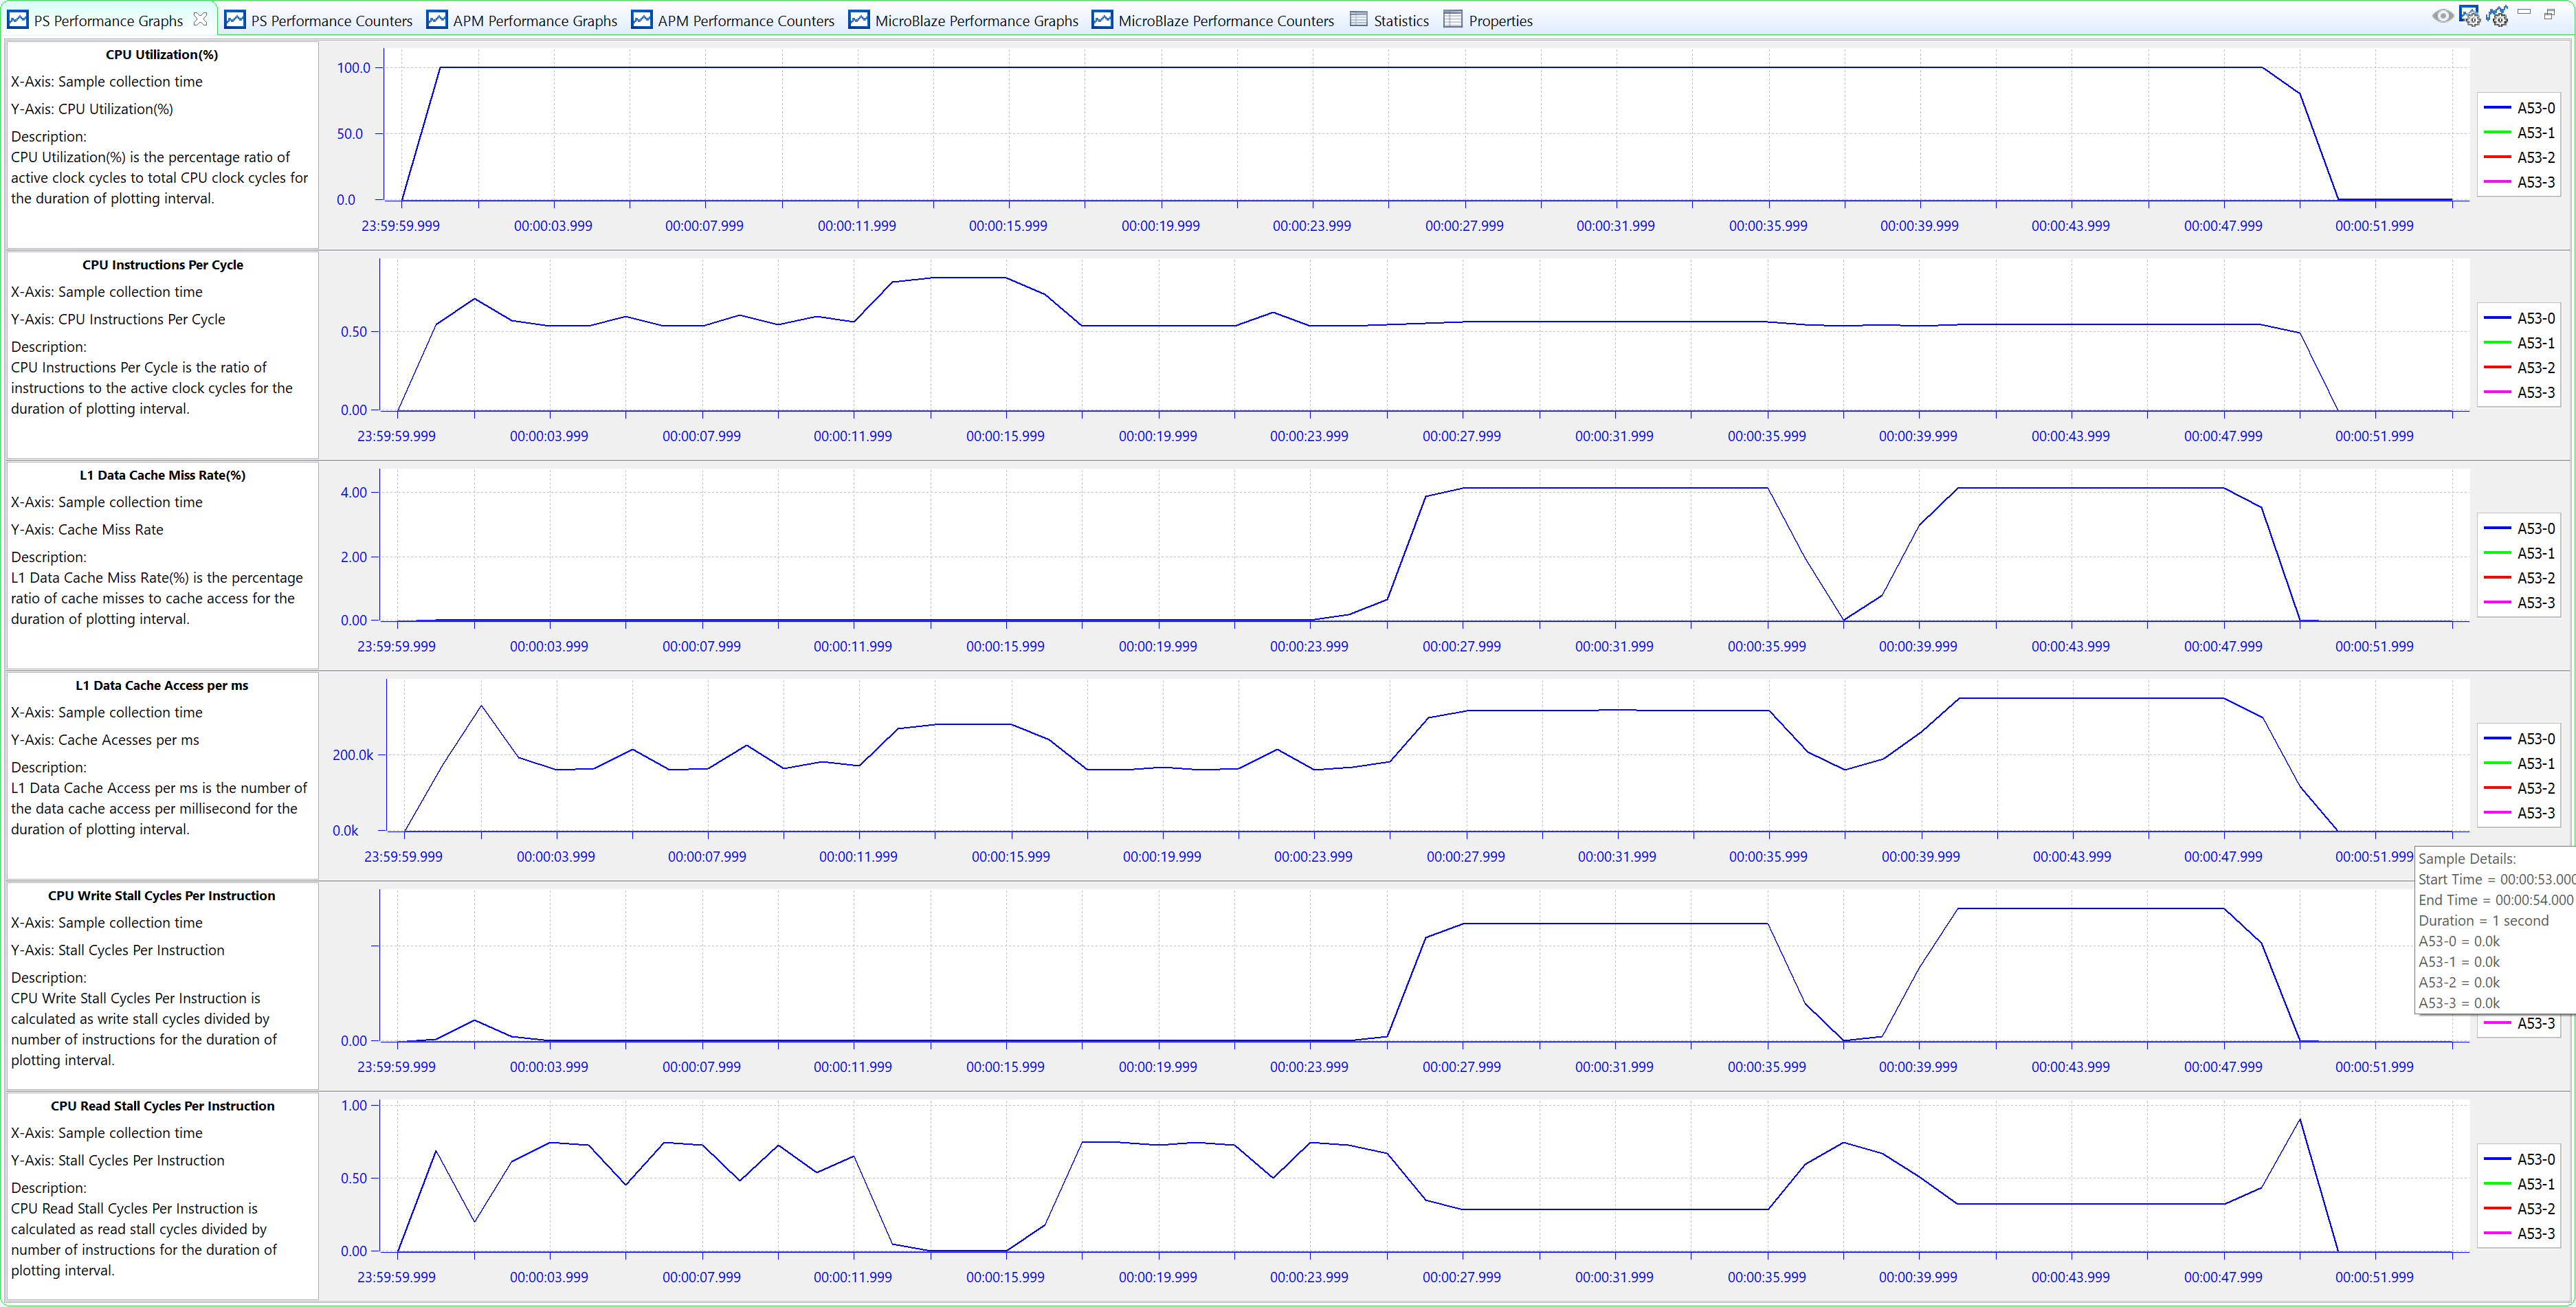 PS Performance Graphs PS Performance Counters APM Performance Graphs APM Performance Counters MicroBlaze Performance Graphs MicroBlaze Performance Counters Statistics Properties
CPU Utilization(%)
X-Axis: Sample collection time
Y-Axis: CPU Utilization(%)
Description:
CPU Utilization(%) is the percentage ratio of
active clock cycles to total CPU clock cycles for
the duration of plotting interval.
100.0
50.0
0.0
23:59:59.999 00:00:03.999 00:00:07.999 00:00:11.999 00:00:15.999 00:00:19.999 00:00:23.999 00:00:27.999 00:00:31.999 00:00:35.999 00:00:39.999 00:00:43.999 00:00:47.999 00:00:51.999
A53-0
A53-1
A53-2
A53-3
CPU Instructions Per Cycle
X-Axis: Sample collection time
Y-Axis: CPU Instructions Per Cycle
Description:
CPU Instructions Per Cycle is the ratio of
instructions to the active clock cycles for the
duration of plotting interval.
0.50
0.00
23:59:59.999 00:00:03.999 00:00:07.999 00:00:11.999 00:00:15.999 00:00:19.999 00:00:23.999 00:00:27.999 00:00:31.999 00:00:35.999 00:00:39.999 00:00:43.999 00:00:47.999 00:00:51.999
A53-0
A53-1
A53-2
A53-3
L1 Data Cache Miss Rate(%)
X-Axis: Sample collection time
Y-Axis: Cache Miss Rate
Description:
L1 Data Cache Miss Rate(%) is the percentage
ratio of cache misses to cache access for the
duration of plotting interval.
4.00
2.00
0.00
23:59:59.999 00:00:03.999 00:00:07.999 00:00:11.999 00:00:15.999 00:00:19.999 00:00:23.999 00:00:27.999 00:00:31.999 00:00:35.999 00:00:39.999 00:00:43.999 00:00:47.999 00:00:51.999
A53-0
A53-1
A53-2
A53-3
L1 Data Cache Access per ms
X-Axis: Sample collection time
Y-Axis: Cache Acesses per ms
Description:
L1 Data Cache Access per ms is the number of
the data cache access per millisecond for the
duration of plotting interval.
200.0k
0.0k
23:59:59.999 00:00:03.999 00:00:07.999 00:00:11.999 00:00:15.999 00:00:19.999 00:00:23.999 00:00:27.999 00:00:31.999 00:00:35.999 00:00:39.999 00:00:43.999 00:00:47.999 00:00:51.999
A53-0
A53-1
A53-2
A53-3
Sample Details:
Start Time = 00:00:53.000
End Time = 00:00:54.000
Duration = 1 second
A53-0 = 0.0k
A53-1 = 0.0k
A53-2 = 0.0k
A53-3 = 0.0k
CPU Write Stall Cycles Per Instruction
X-Axis: Sample collection time
Y-Axis: Stall Cycles Per Instruction
Description:
CPU Write Stall Cycles Per Instruction is
calculated as write stall cycles divided by
number of instructions for the duration of
plotting interval.
0.00
23:59:59.999 00:00:03.999 00:00:07.999 00:00:11.999 00:00:15.999 00:00:19.999 00:00:23.999 00:00:27.999 00:00:31.999 00:00:35.999 00:00:39.999 00:00:43.999 00:00:47.999 00:00:51.999
A53-3
CPU Read Stall Cycles Per Instruction
X-Axis: Sample collection time
Y-Axis: Stall Cycles Per Instruction
Description:
CPU Read Stall Cycles Per Instruction is
calculated as read stall cycles divided by
number of instructions for the duration of
plotting interval.
1.00
0.50
0.00
23:59:59.999 00:00:03.999 00:00:07.999 00:00:11.999 00:00:15.999 00:00:19.999 00:00:23.999 00:00:27.999 00:00:31.999 00:00:35.999 00:00:39.999 00:00:43.999 00:00:47.999 00:00:51.999
A53-0
A53-1
A53-2
A53-3